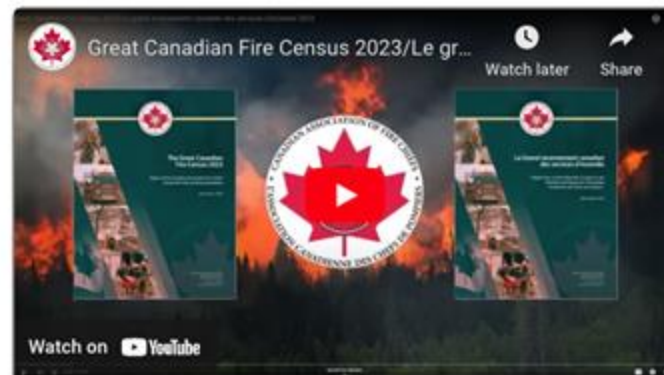 Great Canadian Fire Census 2023/Le gr...
Watch later
Share
The Great Canadian
Fire Census 2023
CANADIAN ASSOCIATION OF FIRE CHIEFS
L'ASSOCIATION CANADIENNE DES CHEFS DE POMPIERS
Le Grand recensement canadien
des services d'incendie
Watch on YouTube